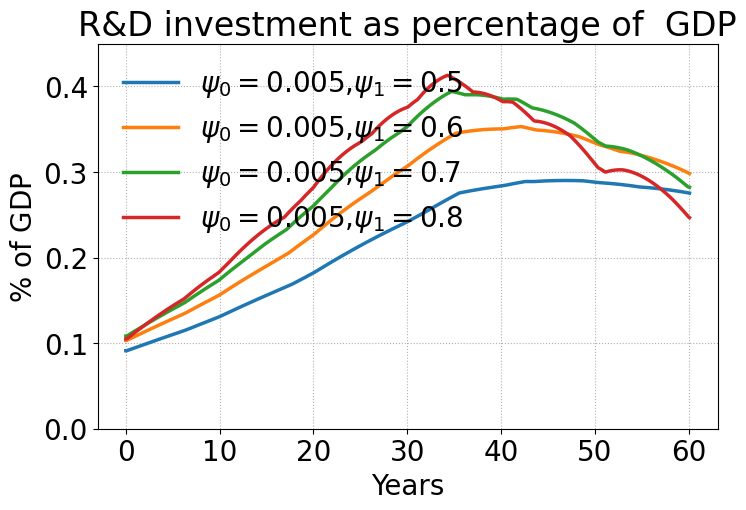 R&D investment as percentage of  GDP
ψ₀ = 0.005,ψ₁ = 0.5
ψ₀ = 0.005,ψ₁ = 0.6
ψ₀ = 0.005,ψ₁ = 0.7
ψ₀ = 0.005,ψ₁ = 0.8
% of GDP
0.4
0.3
0.2
0.1
0.0
0 10 20 30 40 50 60
Years